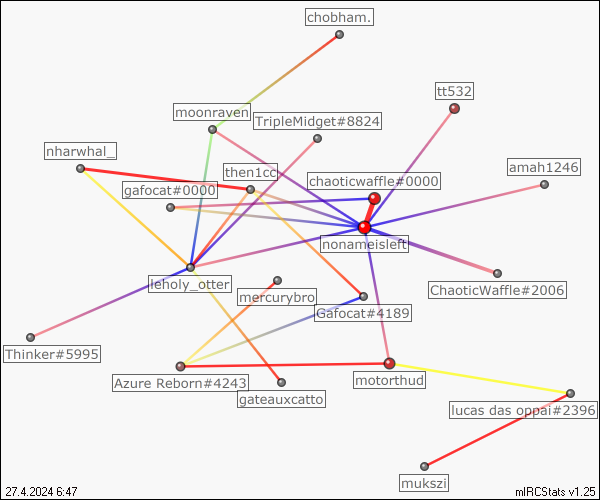 chobham.
tt532
moonraven
TripleMidget#8824
nharwhal_
then1cc
amah1246
gafocat#0000
chaoticwaffle#0000
nonameisleft
leholy_otter
mercurybro
ChaoticWaffle#2006
Gafocat#4189
Thinker#5995
Azure Reborn#4243
motorthud
gateauxcatto
lucas das oppai#2396
mukszi
27.4.2024 6:47
mIRCStats v1.25